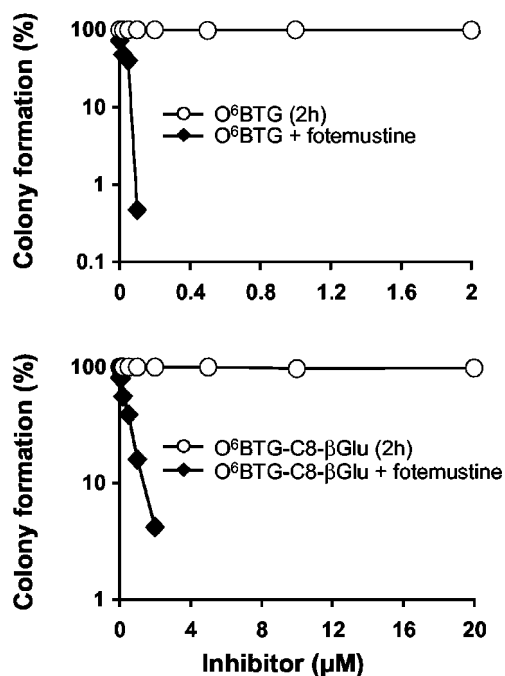 Colony formation (%)
100
10
1
0.1
O⁶BTG (2h)
O⁶BTG + fotemustine
0 0.4 0.8 1.2 1.6 2
Colony formation (%)
100
10
1
O⁶BTG-C8-βGlu (2h)
O⁶BTG-C8-βGlu + fotemustine
0 4 8 12 16 20
Inhibitor (µM)